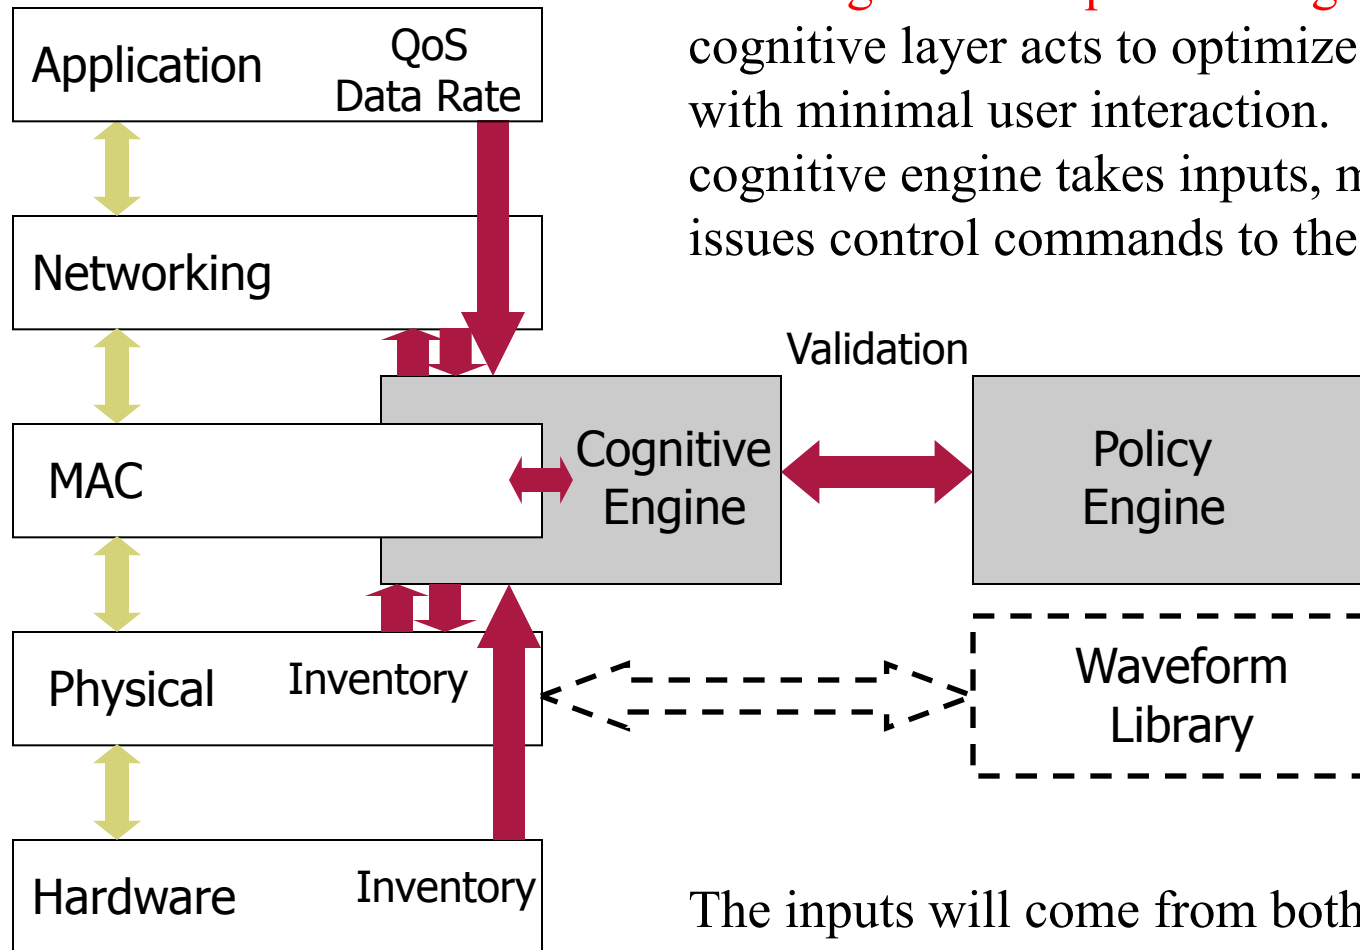 cognitive layer acts to optimize
with minimal user interaction.
cognitive engine takes inputs,
issues control commands to the
Application
QoS
Data Rate
Networking
Validation
MAC
Cognitive
Engine
Policy
Engine
Physical
Inventory
Waveform
Library
Hardware
Inventory
The inputs will come from both